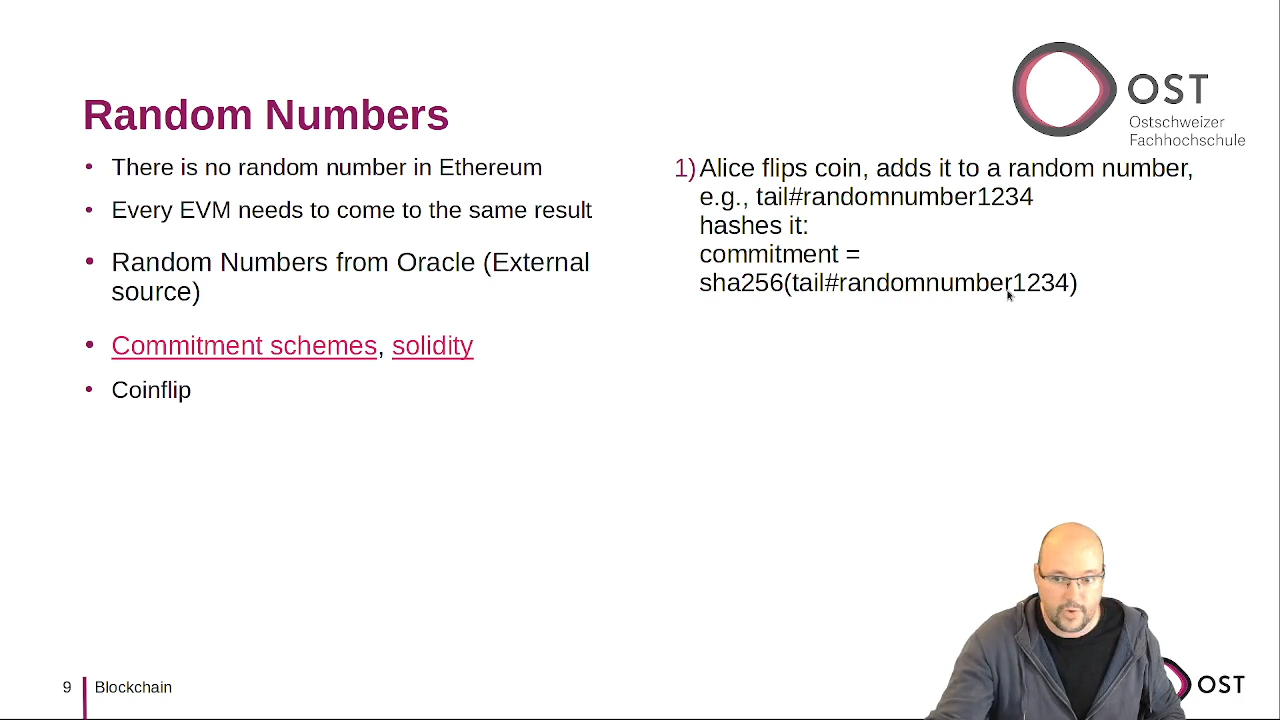 OST
Ostschweizer
Fachhochschule
Random Numbers
• There is no random number in Ethereum
• Every EVM needs to come to the same result
• Random Numbers from Oracle (External
source)
• Commitment schemes, solidity
• Coinflip
1) Alice flips coin, adds it to a random number,
e.g., tail#randomnumber1234
hashes it:
commitment =
sha256(tail#randomnumber1234)
9 Blockchain
OST